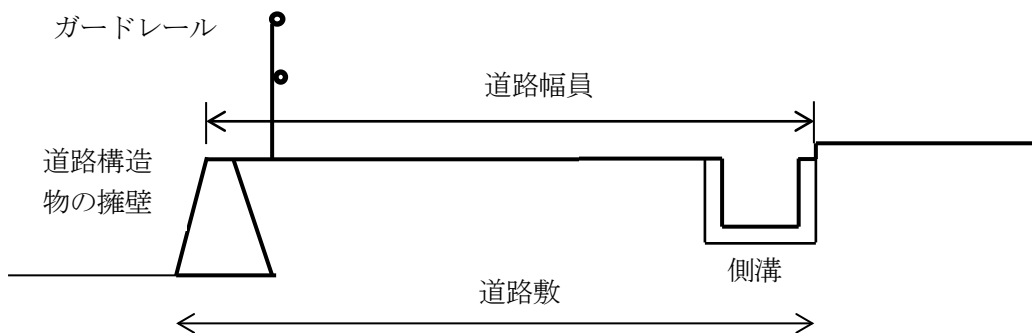 ガードレール
道路幅員
道路構造
物の擁壁
側溝
道路敷